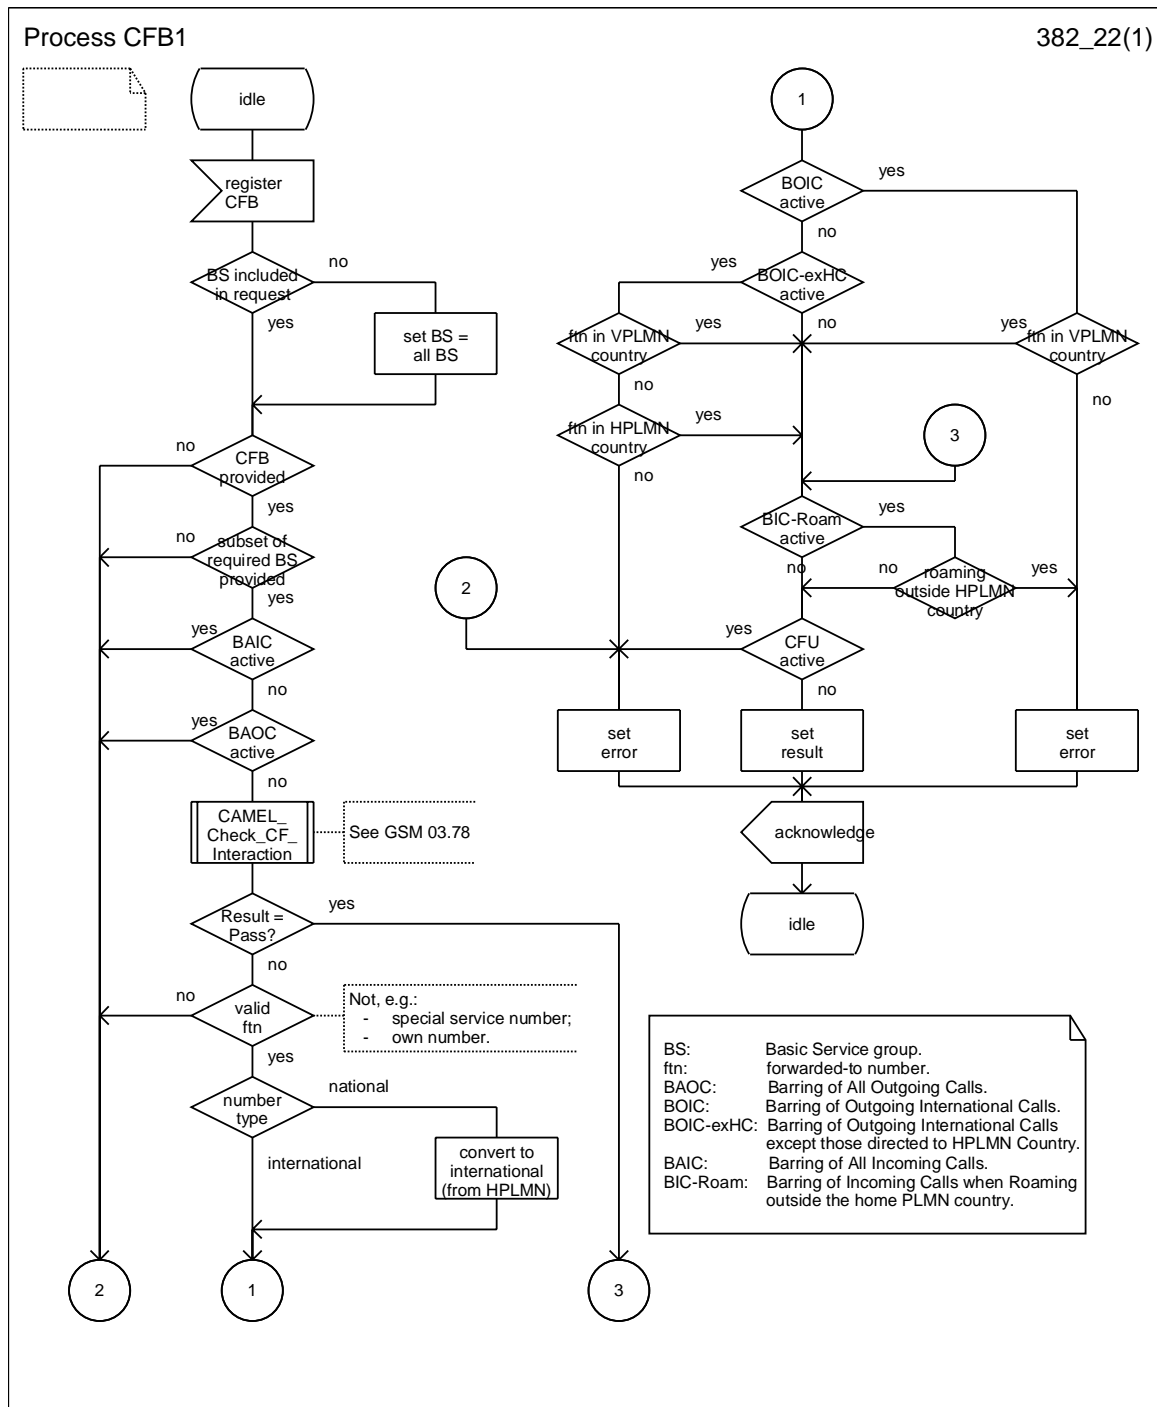 Process CFB1
382_22(1)
idle
register
CFB
BS included
in request
no
yes
set BS =
all BS
no
CFB
provided
yes
no
subset of
required BS
provided
yes
yes
BAIC
active
no
yes
BAOC
active
no
CAMEL_
Check_CF_
Interaction
See GSM 03.78
Result =
Pass?
yes
no
no
valid
ftn
Not, e.g.:
- special service number;
- own number.
yes
number
type
national
international
convert to
international
(from HPLMN)
2
1
3
1
BOIC
active
yes
no
yes
BOIC-exHC
active
no
ftn in VPLMN
country
yes
no
yes
ftn in VPLMN
country
no
ftn in HPLMN
country
yes
no
3
BIC-Roam
active
yes
no
no
roaming
outside HPLMN
country
yes
2
yes
CFU
active
no
set
error
set
result
set
error
acknowledge
idle
BS: Basic Service group.
ftn: forwarded-to number.
BAOC: Barring of All Outgoing Calls.
BOIC: Barring of Outgoing International Calls.
BOIC-exHC: Barring of Outgoing International Calls
except those directed to HPLMN Country.
BAIC: Barring of All Incoming Calls.
BIC-Roam: Barring of Incoming Calls when Roaming
outside the home PLMN country.